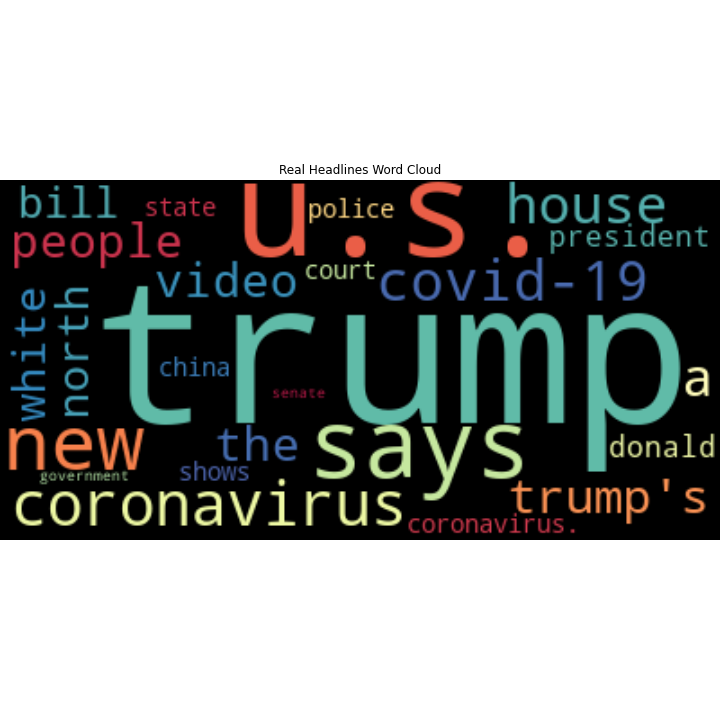 Real Headlines Word Cloud
bill
state
u.s.
police
house
people
president
video
court
covid-19
white
north
trump
china
senate
a
new
the
says
donald
government
shows
coronavirus
trump's
coronavirus.